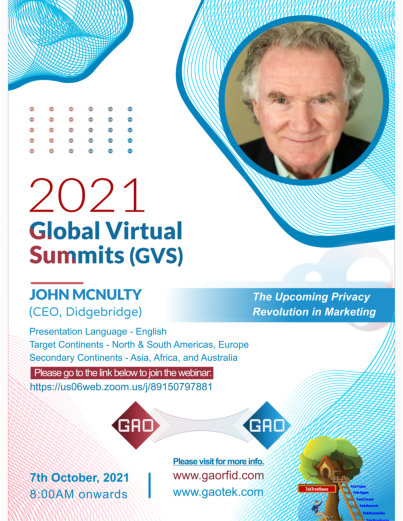 2021
Global Virtual
Summits (GVS)
JOHN MCNULTY
(CEO, Didgebridge)
The Upcoming Privacy
Revolution in Marketing
Presentation Language - English
Target Continents - North & South Americas, Europe
Secondary Continents - Asia, Africa, and Australia
Please go to the link below to join the webinar:
https://us06web.zoom.us/j/89150797881
GAO
GAO
7th October, 2021
8:00AM onwards
Please visit for more info.
www.gaorfid.com
www.gaotek.com
TekTreeHouse